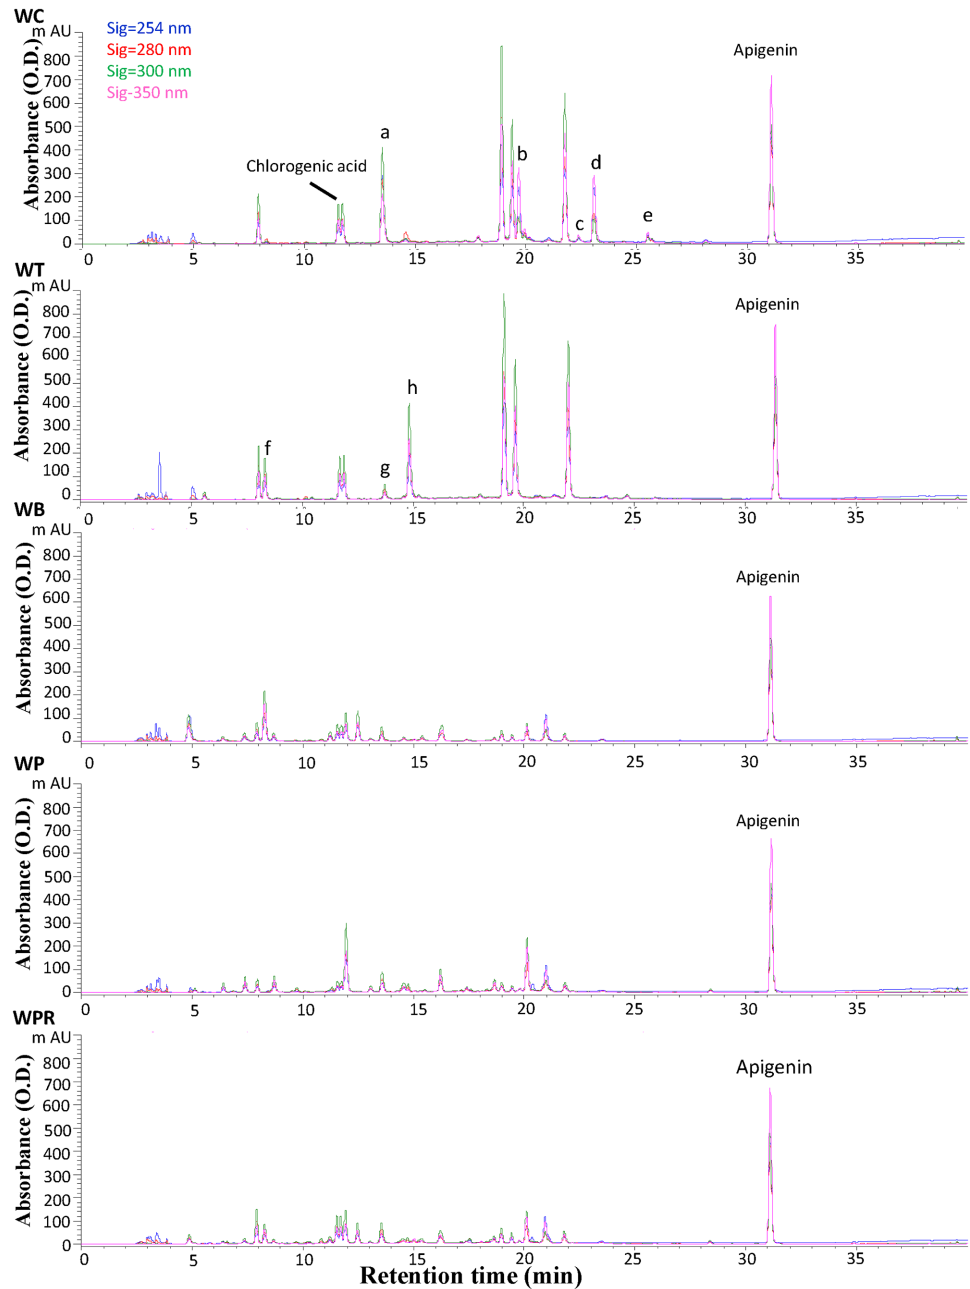 WC
m AU
Sig=254 nm
Sig=280 nm
Sig=300 nm
Sig-350 nm
Absorbance (O.D.)
800
700
600
500
400
300
200
100
0
Chlorogenic acid
a
b
c
d
e
Apigenin
0 5 10 15 20 25 30 35
WT
m AU
Absorbance (O.D.)
800
700
600
500
400
300
200
100
0
f
g
h
Apigenin
0 5 10 15 20 25 30 35
WB
m AU
Absorbance (O.D.)
800
700
600
500
400
300
200
100
0
Apigenin
0 5 10 15 20 25 30 35
WP
m AU
Absorbance (O.D.)
800
700
600
500
400
300
200
100
0
Apigenin
0 5 10 15 20 25 30 35
WPR
m AU
Absorbance (O.D.)
800
700
600
500
400
300
200
100
0
Apigenin
0 5 10 15 20 25 30 35
Retention time (min)